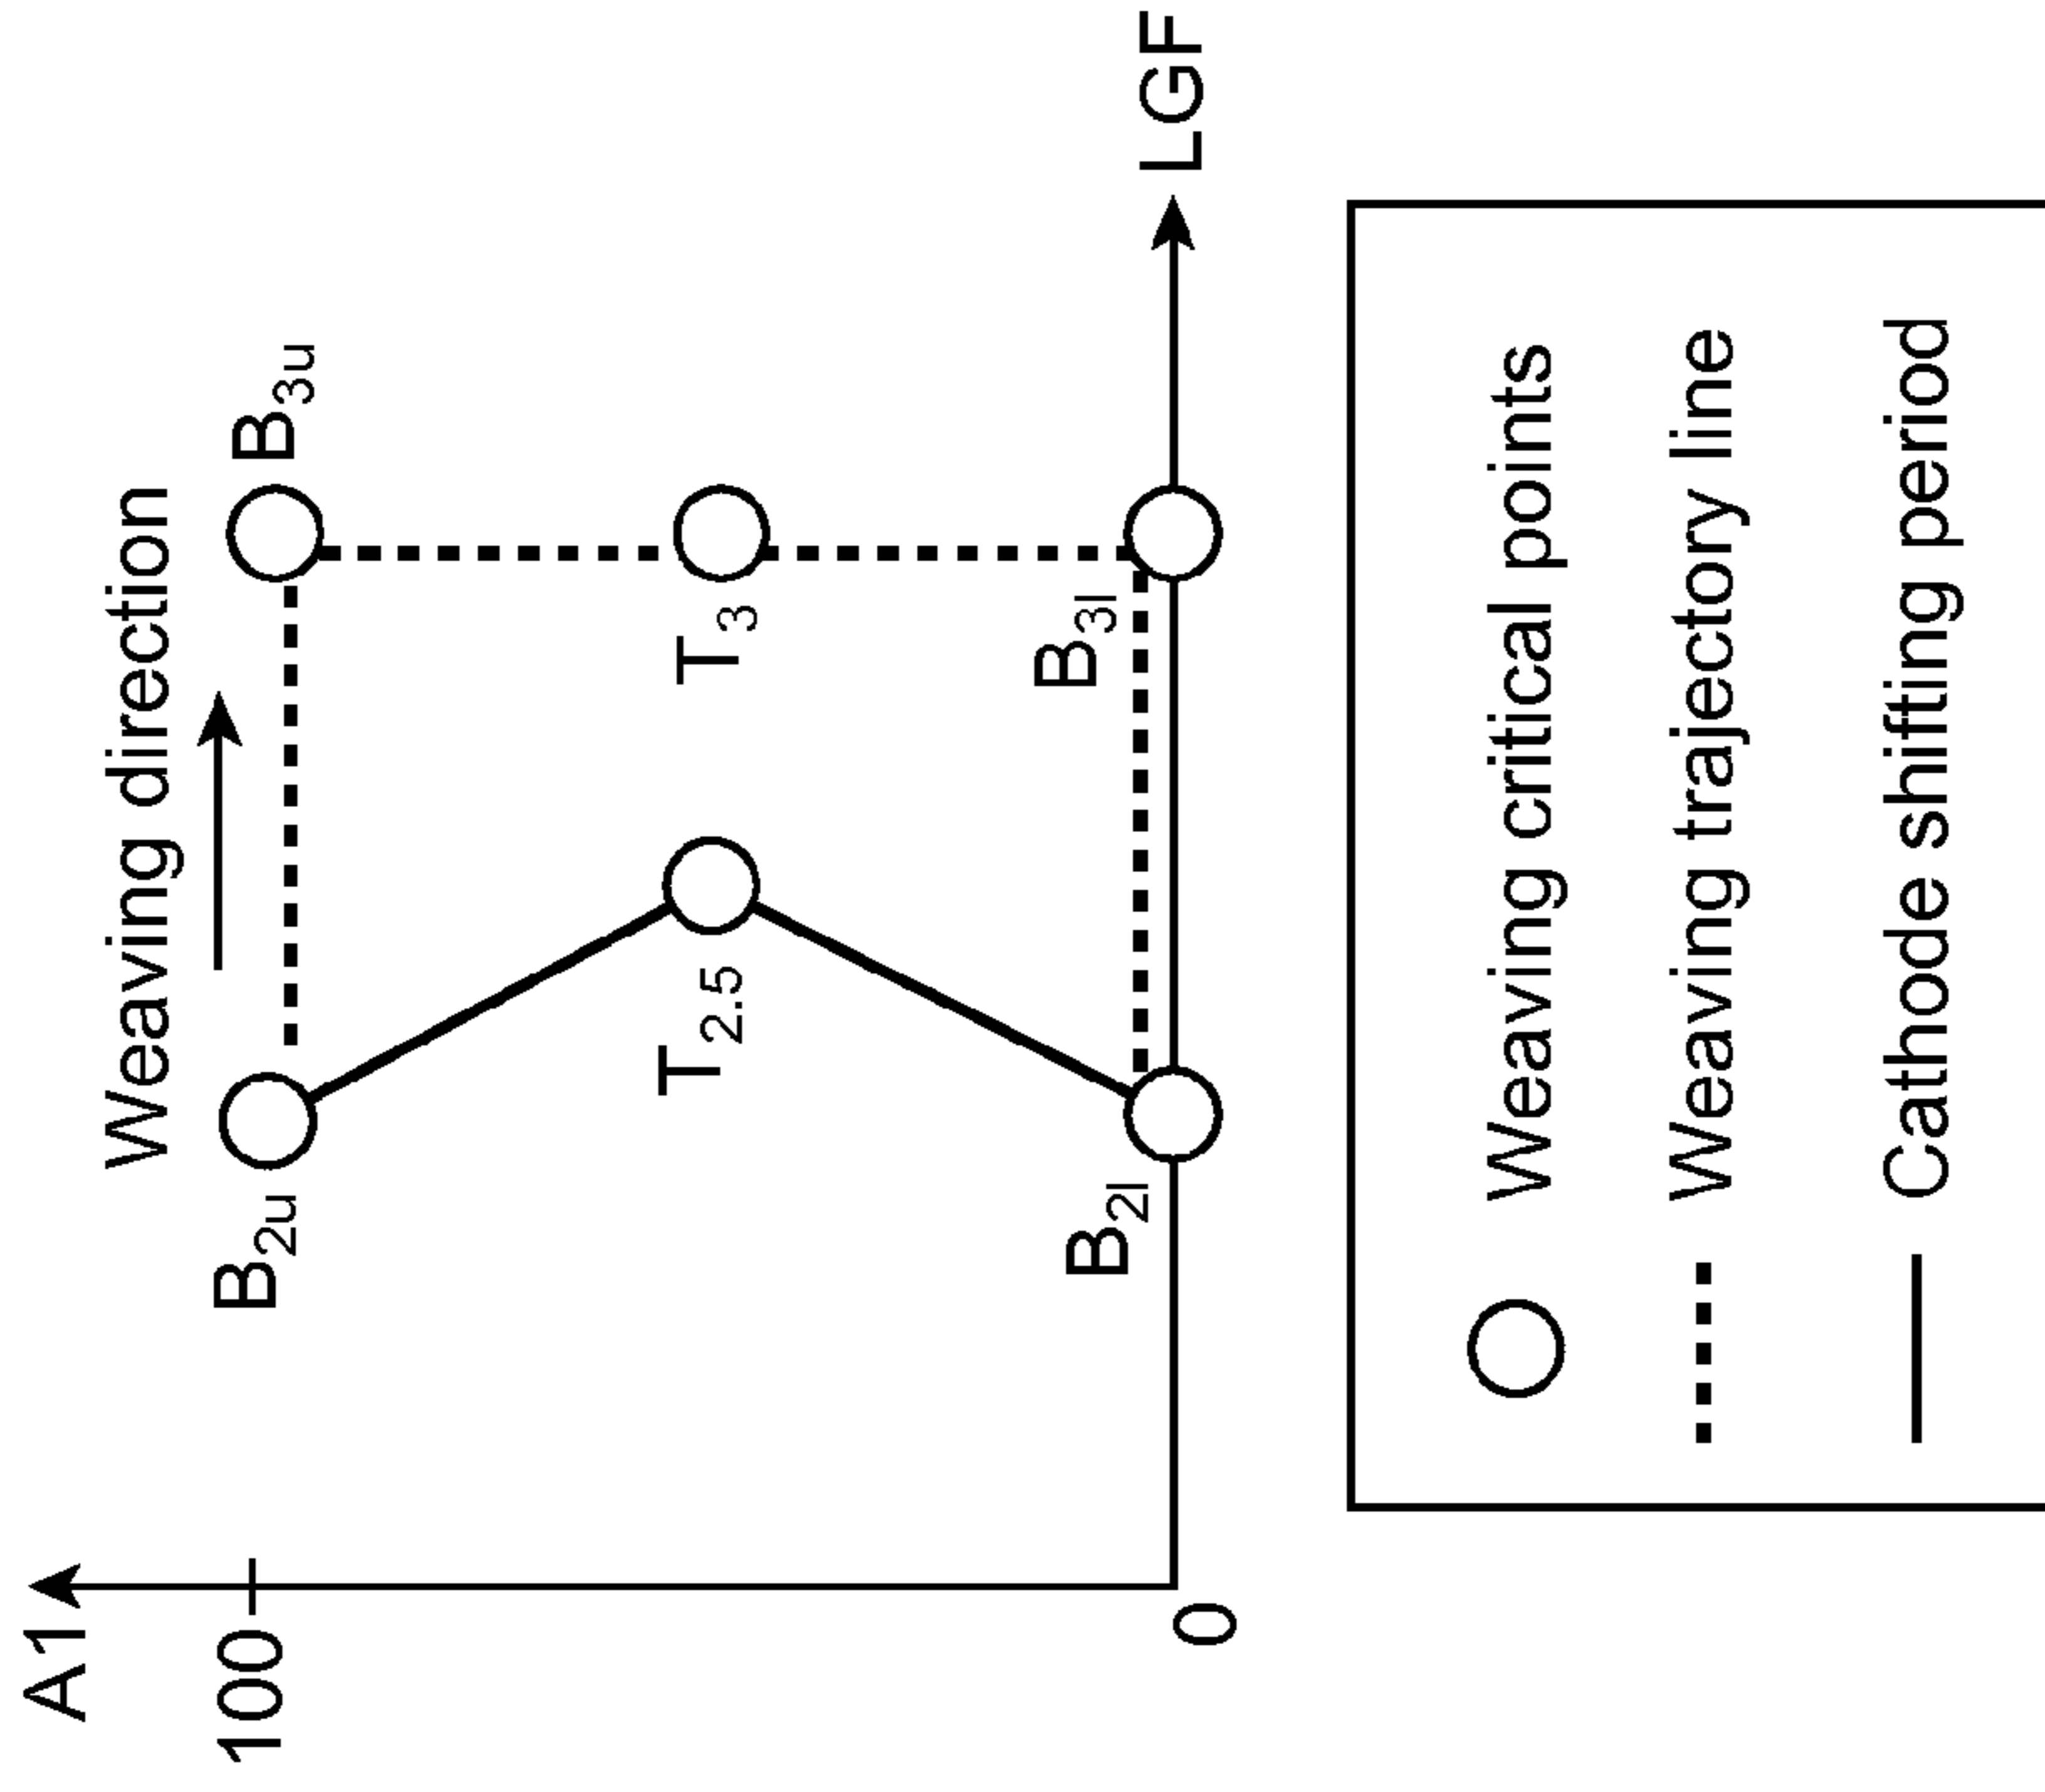 A1
100
Weaving direction
B2u
B3u
T2.5
T3
B2l
B3l
0
LGF
Weaving critical points
Weaving trajectory line
Cathode shifting period